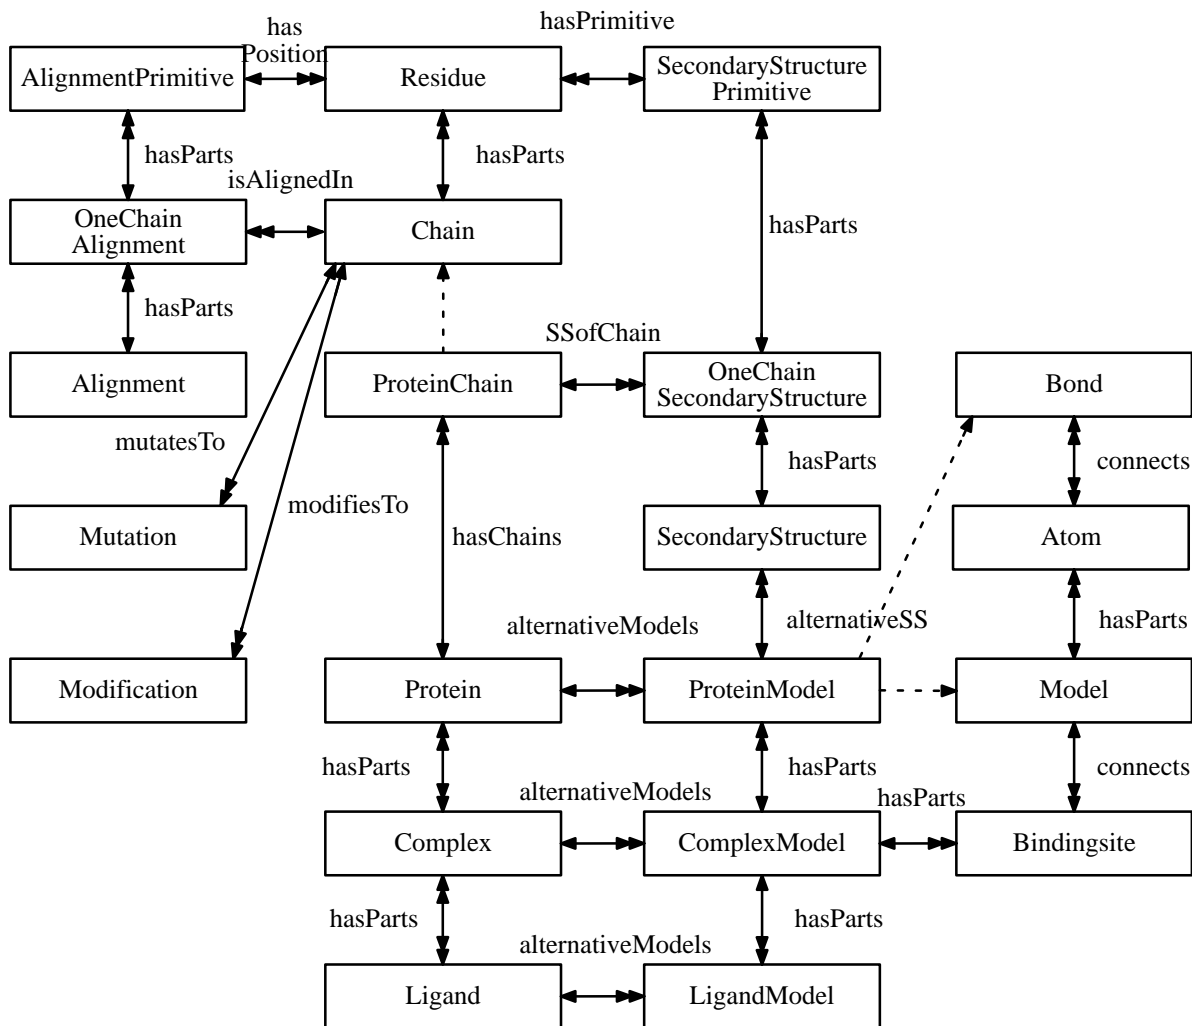 has
Position
hasPrimitive
AlignmentPrimitive
Residue
SecondaryStructure
Primitive
hasParts
hasParts
isAlignedIn
OneChain
Alignment
Chain
hasParts
hasParts
SSofChain
Alignment
ProteinChain
OneChain
SecondaryStructure
Bond
mutatesTo
hasParts
connects
modifiesTo
Mutation
hasChains
SecondaryStructure
Atom
alternativeModels
alternativeSS
hasParts
Modification
Protein
ProteinModel
Model
hasParts
hasParts
connects
alternativeModels
hasParts
Complex
ComplexModel
Bindingsite
hasParts
hasParts
alternativeModels
Ligand
LigandModel